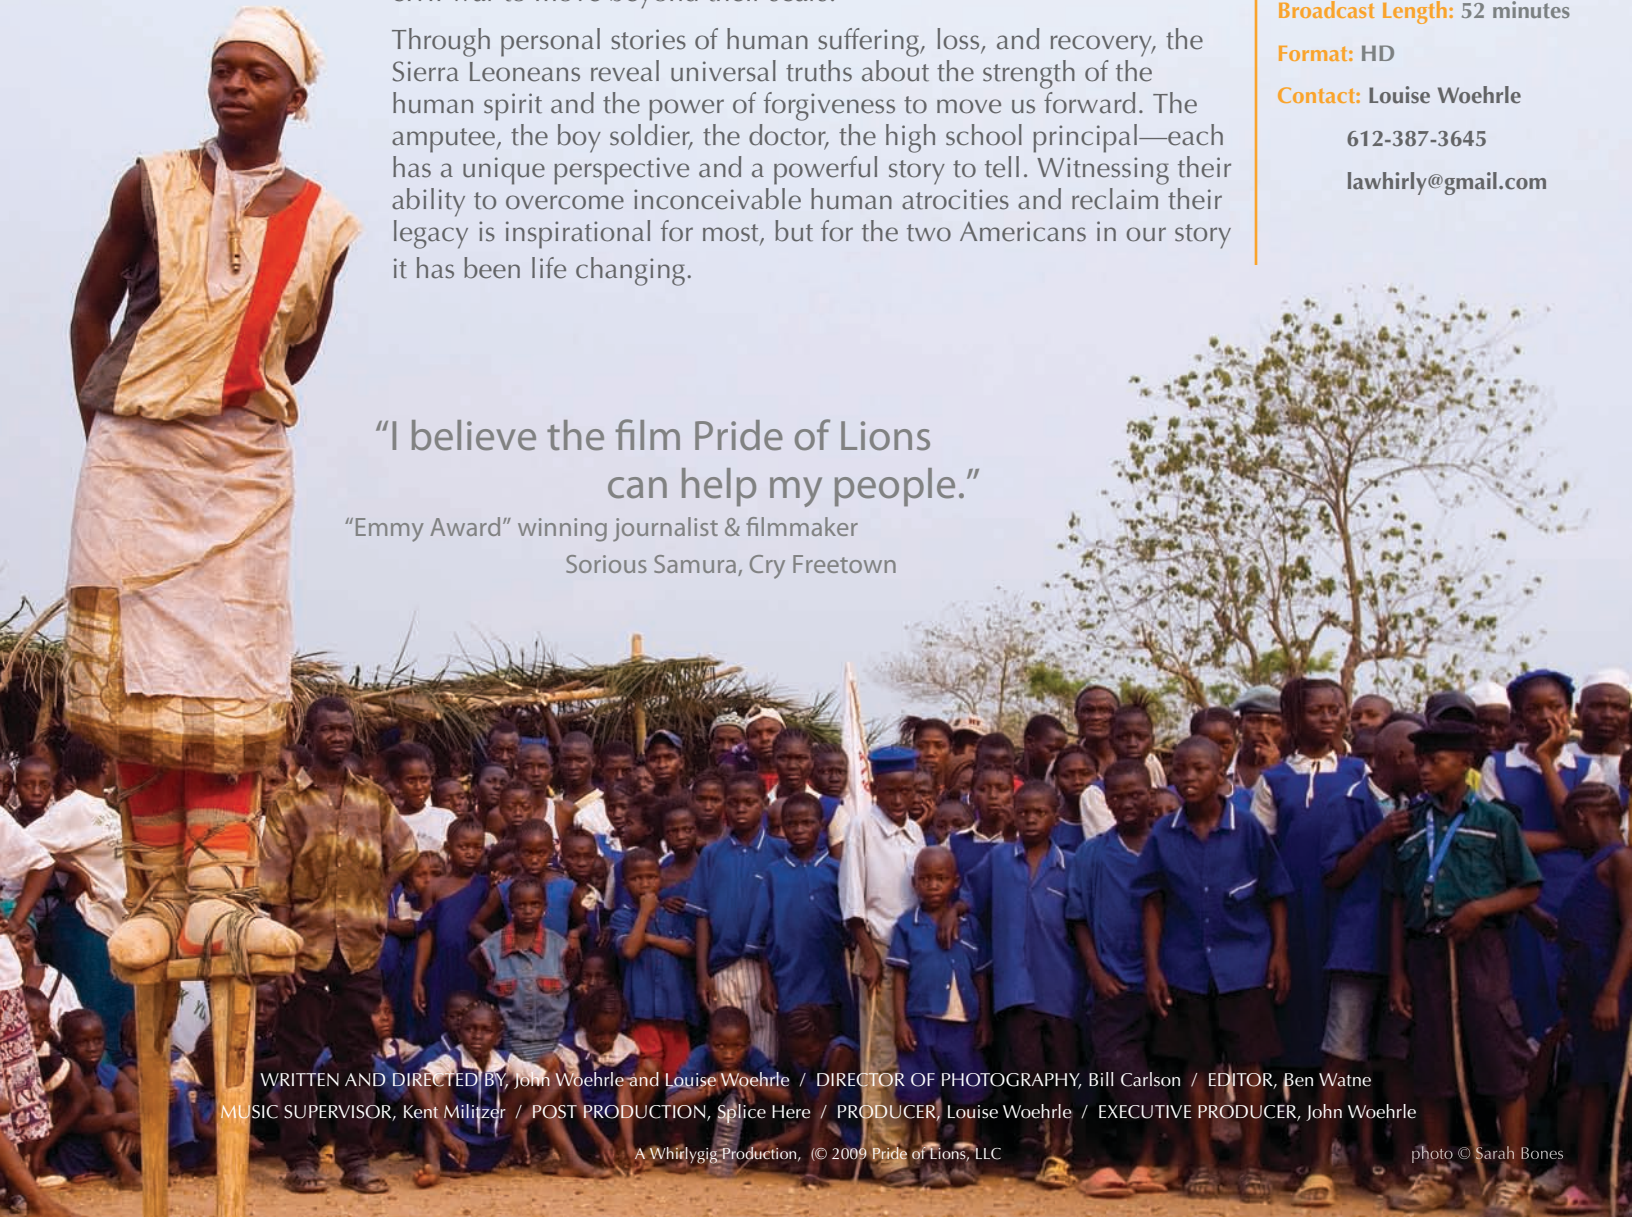 Through personal stories of human suffering, loss, and recovery, the
Sierra Leoneans reveal universal truths about the strength of the
human spirit and the power of forgiveness to move us forward. The
amputee, the boy soldier, the doctor, the high school principal—each
has a unique perspective and a powerful story to tell. Witnessing their
ability to overcome inconceivable human atrocities and reclaim their
legacy is inspirational for most, but for the two Americans in our story
it has been life changing.
Broadcast Length: 52 minutes
Format: HD
Contact: Louise Woehrle
612-387-3645
lawhirly@gmail.com
“I believe the film Pride of Lions
can help my people.”
“Emmy Award” winning journalist & filmmaker
Sorious Samura, Cry Freetown
WRITTEN AND DIRECTED BY, John Woehrle and Louise Woehrle / DIRECTOR OF PHOTOGRAPHY, Bill Carlson / EDITOR, Ben Watne
MUSIC SUPERVISOR, Kent Militzer / POST PRODUCTION, Splice Here / PRODUCER, Louise Woehrle / EXECUTIVE PRODUCER, John Woehrle
A Whirlygig Production, (© 2009 Pride of Lions, LLC
photo © Sarah Bones